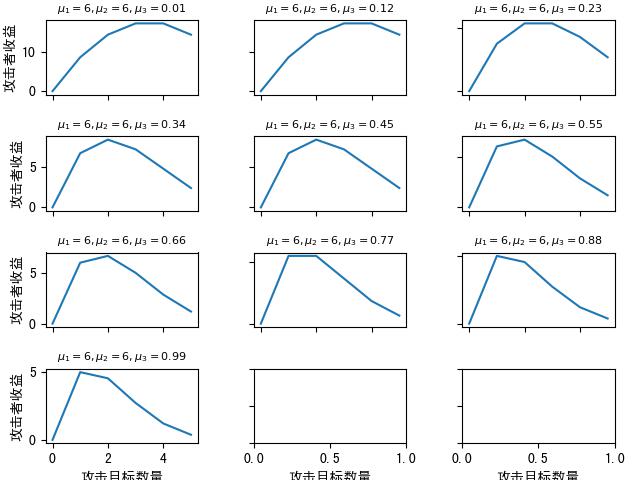 μ₁ = 6, μ₂ = 6, μ₃ = 0.01
μ₁ = 6, μ₂ = 6, μ₃ = 0.12
μ₁ = 6, μ₂ = 6, μ₃ = 0.23
攻击者收益
10
0
μ₁ = 6, μ₂ = 6, μ₃ = 0.34
μ₁ = 6, μ₂ = 6, μ₃ = 0.45
μ₁ = 6, μ₂ = 6, μ₃ = 0.55
攻击者收益
5
0
μ₁ = 6, μ₂ = 6, μ₃ = 0.66
μ₁ = 6, μ₂ = 6, μ₃ = 0.77
μ₁ = 6, μ₂ = 6, μ₃ = 0.88
攻击者收益
5
0
μ₁ = 6, μ₂ = 6, μ₃ = 0.99
攻击者收益
5
0
0 2 4
0.0 0.5 1.0
0.0 0.5 1.0
攻击目标数量
攻击目标数量
攻击目标数量